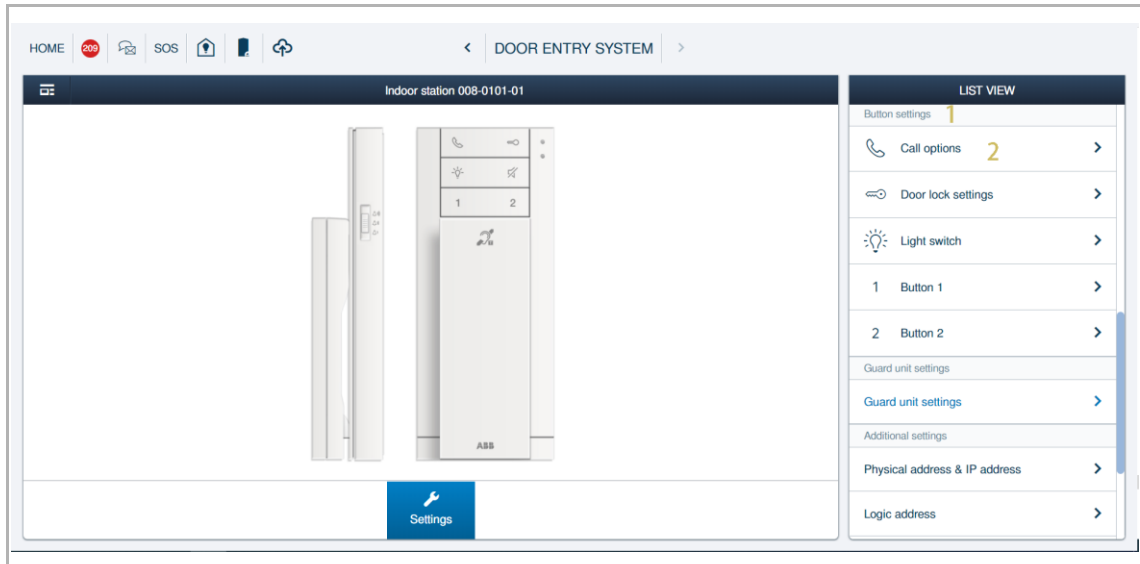 HOME 209 SOS < DOOR ENTRY SYSTEM >
Indoor station 008-0101-01
1 2
ABB
Settings
LIST VIEW
Button settings 1
Call options 2
Door lock settings
Light switch
1 Button 1
2 Button 2
Guard unit settings
Guard unit settings
Additional settings
Physical address & IP address
Logic address